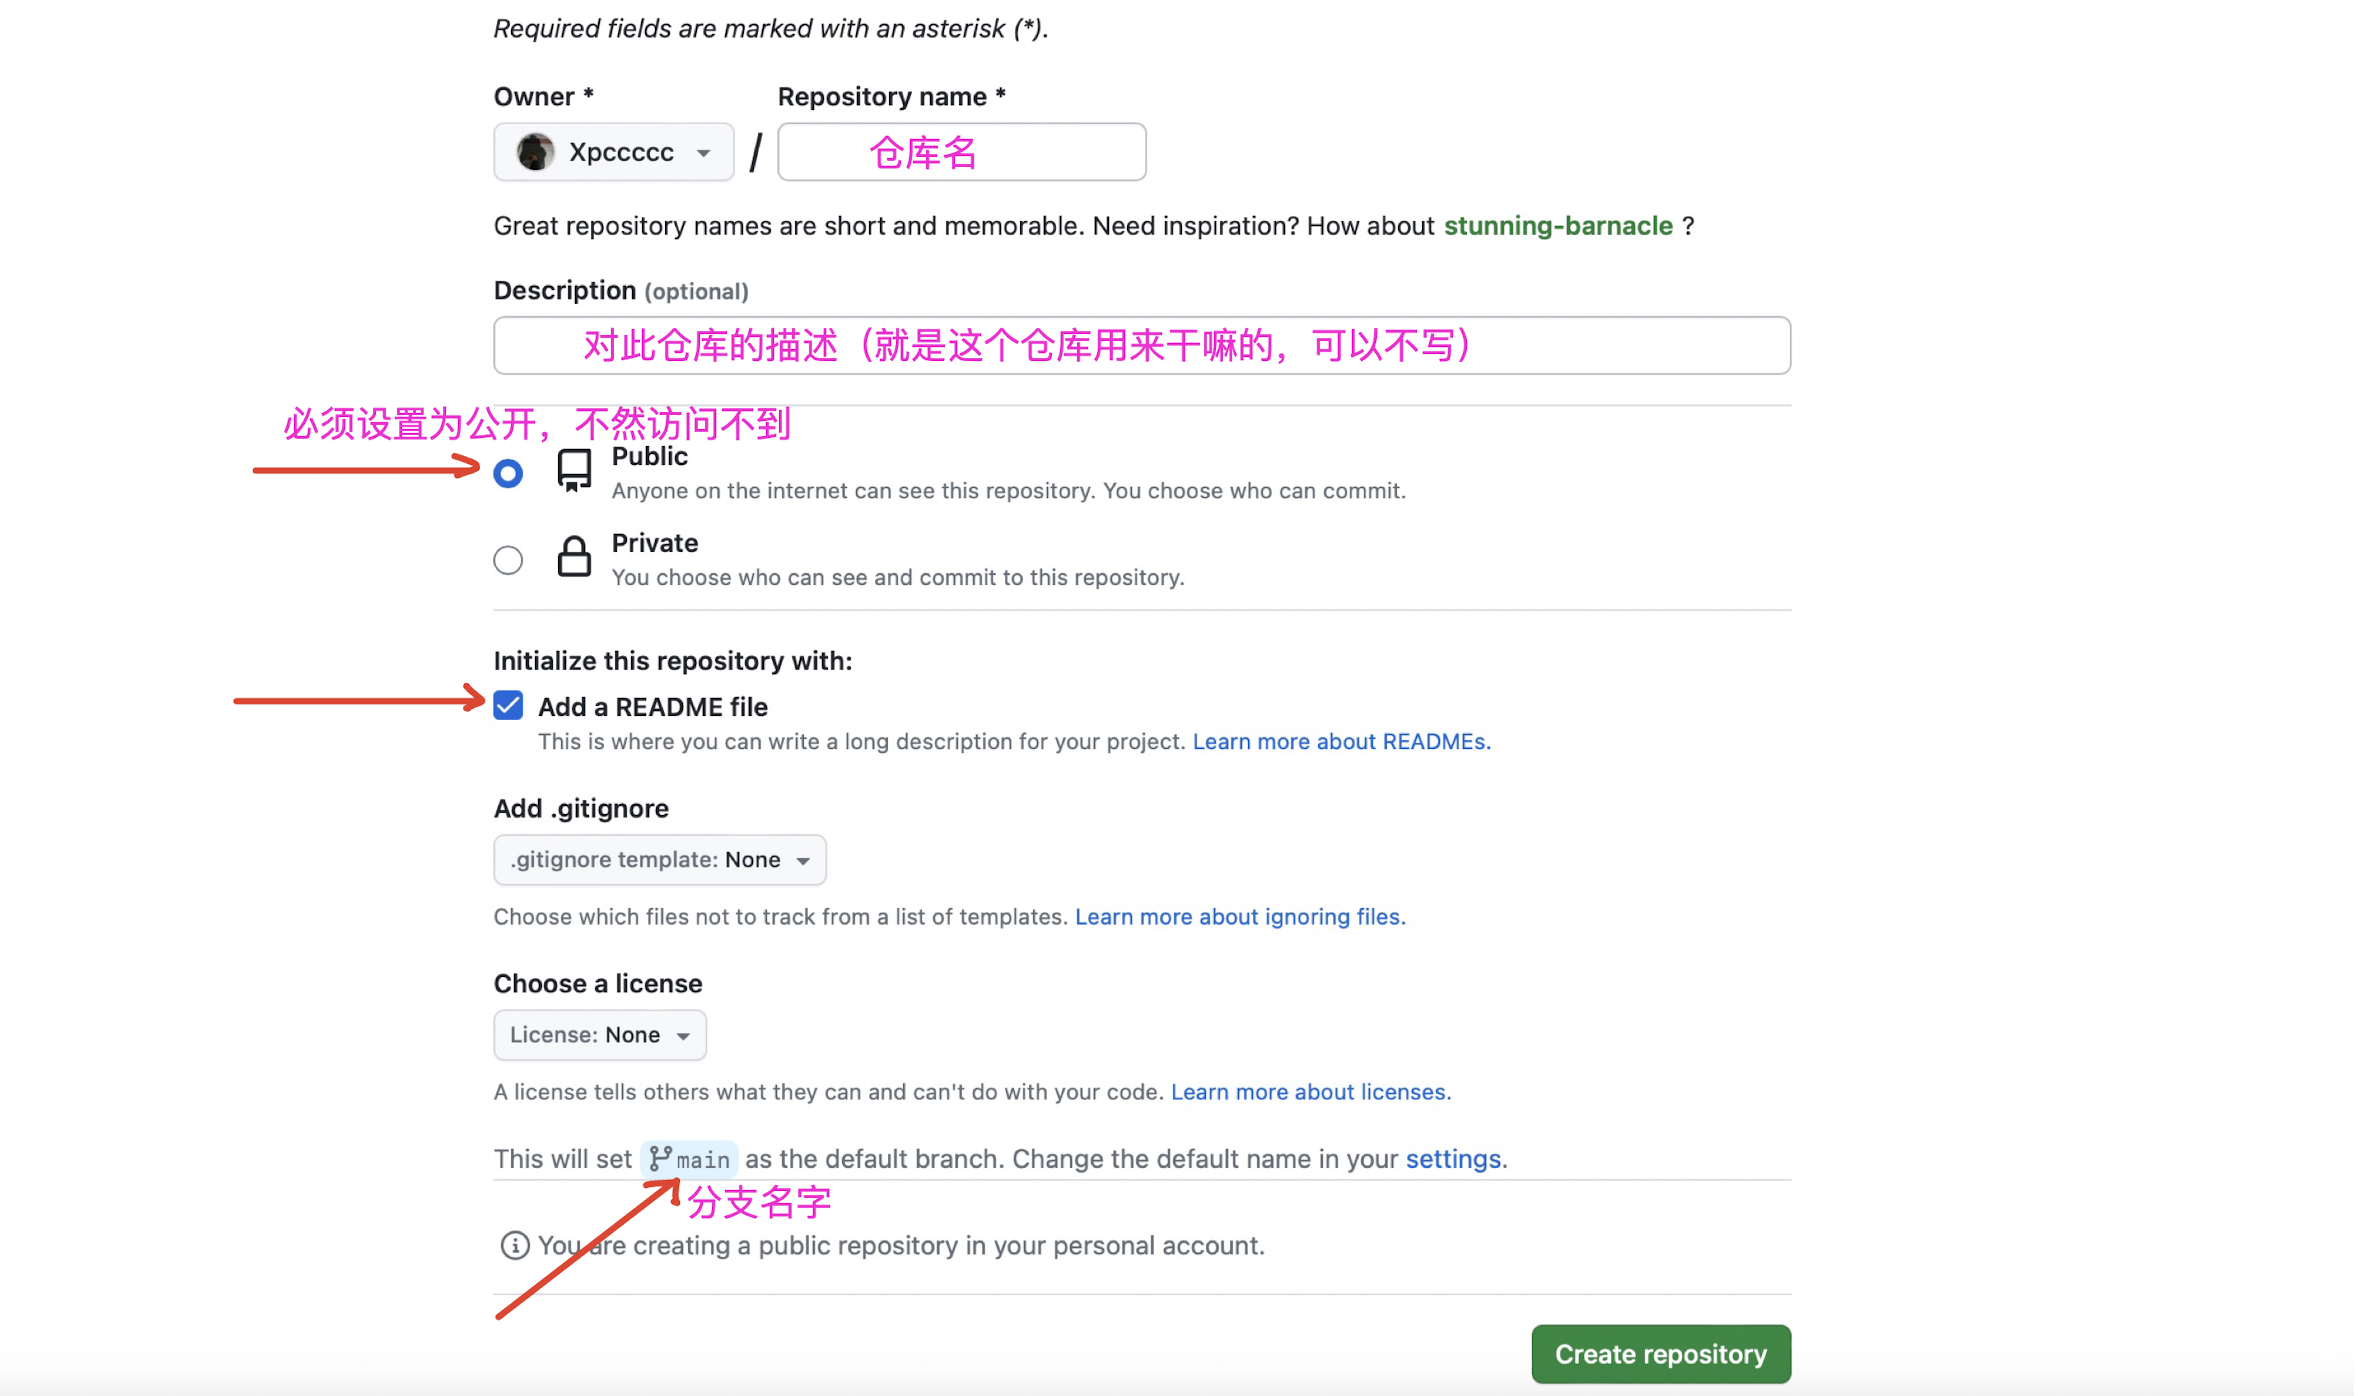 Required fields are marked with an asterisk (*).
Owner * Repository name *
Xpccccc / 仓库名
Great repository names are short and memorable. Need inspiration? How about stunning-barnacle ?
Description (optional)
对此仓库的描述（就是这个仓库用来干嘛的，可以不写）
必须设置为公开，不然访问不到
Public
Anyone on the internet can see this repository. You choose who can commit.
Private
You choose who can see and commit to this repository.
Initialize this repository with:
Add a README file
This is where you can write a long description for your project. Learn more about READMEs.
Add .gitignore
.gitignore template: None
Choose which files not to track from a list of templates. Learn more about ignoring files.
Choose a license
License: None
A license tells others what they can and can't do with your code. Learn more about licenses.
This will set main as the default branch. Change the default name in your settings.
分支名字
You are creating a public repository in your personal account.
Create repository